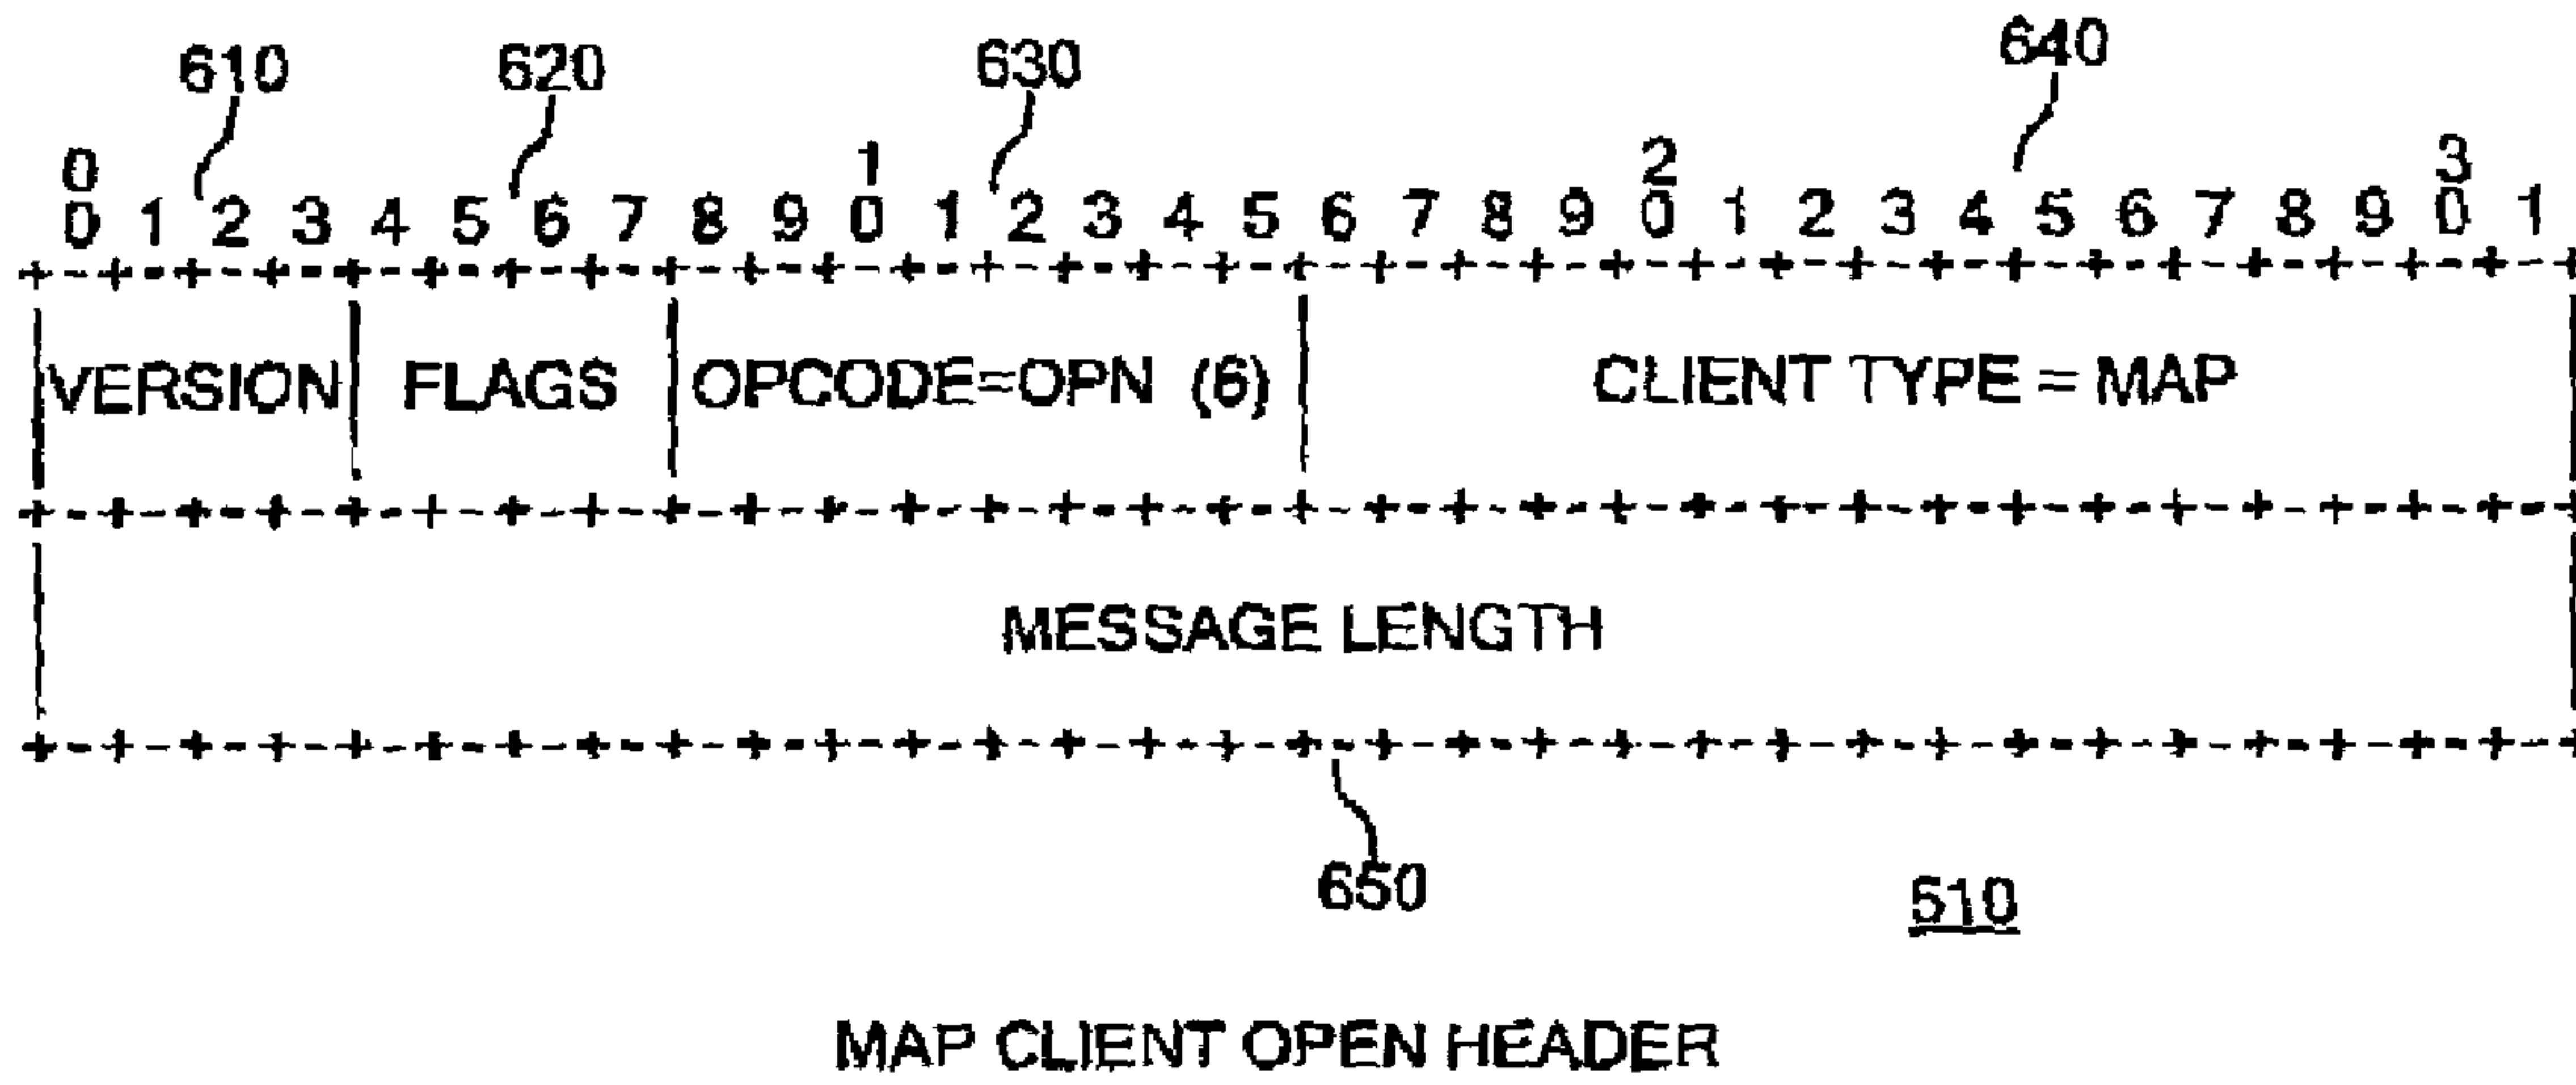 610 620 630 640
0 1 2 3
0 1 2 3 4 5 6 7 8 9 0 1 2 3 4 5 6 7 8 9 0 1 2 3 4 5 6 7 8 9 0 1
VERSION FLAGS OPCODE=OPN (6) CLIENT TYPE = MAP
MESSAGE LENGTH
650
510
MAP CLIENT OPEN HEADER